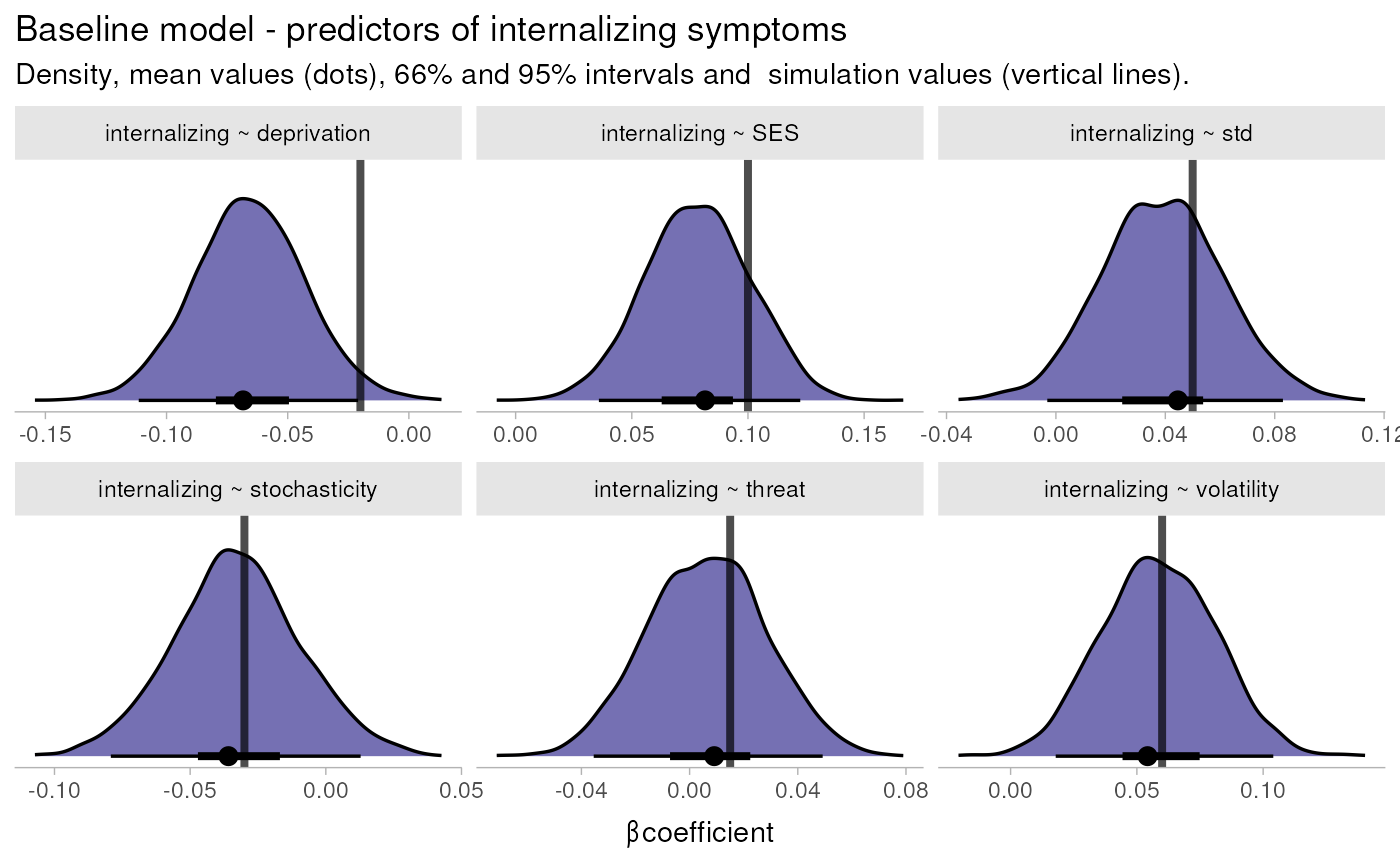 Baseline model - predictors of internalizing symptoms
Density, mean values (dots), 66% and 95% intervals and  simulation values (vertical lines).
internalizing ~ deprivation internalizing ~ SES internalizing ~ std
-0.15 -0.10 -0.05 0.00 0.00 0.05 0.10 0.15 -0.04 0.00 0.04 0.08 0.12
internalizing ~ stochasticity internalizing ~ threat internalizing ~ volatility
-0.10 -0.05 0.00 0.05 -0.04 0.00 0.04 0.08 0.00 0.05 0.10
βcoefficient